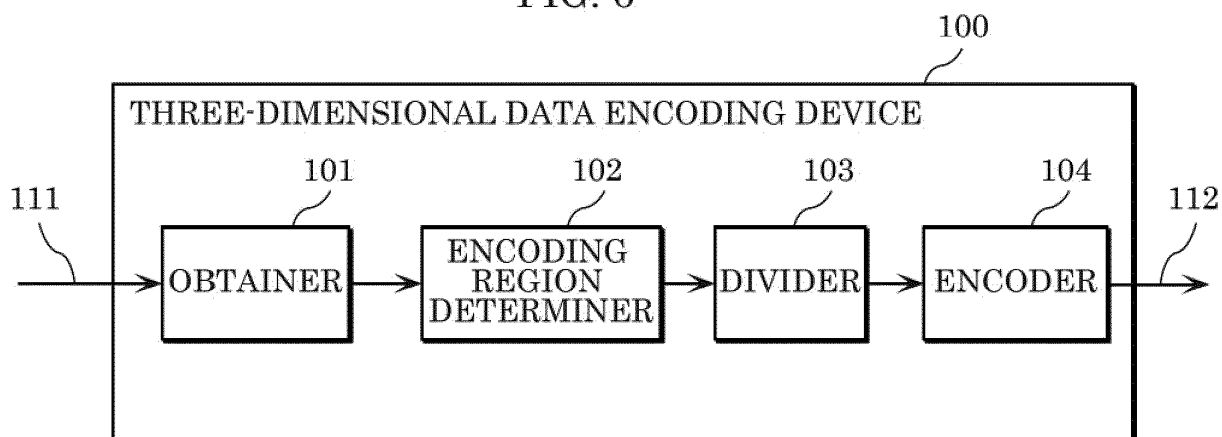 100
THREE-DIMENSIONAL DATA ENCODING DEVICE
101
102
103
104
111
112
OBTAINER
ENCODING
REGION
DETERMINER
DIVIDER
ENCODER